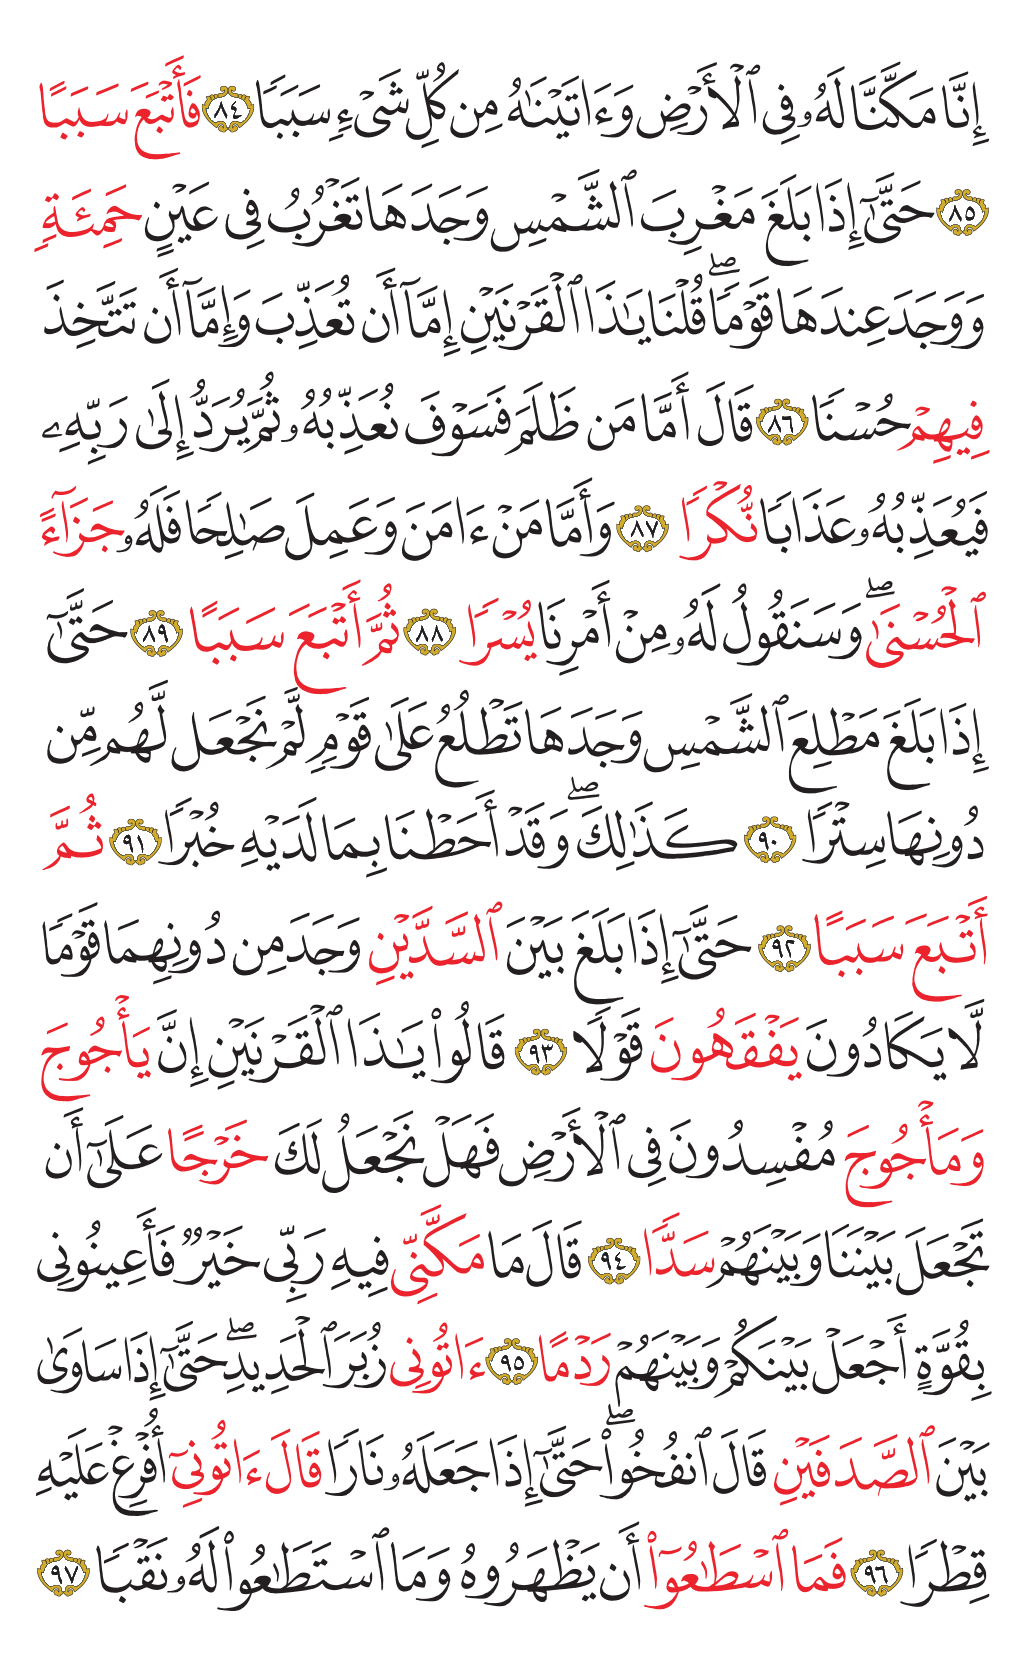 إِنَّا مَكَّنَّا لَهُۥ فِى ٱلۡأَرۡضِ وَءَاتَيۡنَٰهُ مِن كُلِّ شَىۡءٖ سَبَبٗا ٨٤ فَأَتۡبَعَ سَبَبًا
٨٥ حَتَّىٰٓ إِذَا بَلَغَ مَغۡرِبَ ٱلشَّمۡسِ وَجَدَهَا تَغۡرُبُ فِى عَيۡنٍ حَمِئَةٖ
وَوَجَدَ عِندَهَا قَوۡمٗاۖ قُلۡنَا يَٰذَا ٱلۡقَرۡنَيۡنِ إِمَّآ أَن تُعَذِّبَ وَإِمَّآ أَن تَتَّخِذَ
فِيهِمۡ حُسۡنٗا ٨٦ قَالَ أَمَّا مَن ظَلَمَ فَسَوۡفَ نُعَذِّبُهُۥ ثُمَّ يُرَدُّ إِلَىٰ رَبِّهِۦ
فَيُعَذِّبُهُۥ عَذَابٗا نُّكۡرٗا ٨٧ وَأَمَّا مَنۡ ءَامَنَ وَعَمِلَ صَٰلِحٗا فَلَهُۥ جَزَآءً
ٱلۡحُسۡنَىٰۖ وَسَنَقُولُ لَهُۥ مِنۡ أَمۡرِنَا يُسۡرٗا ٨٨ ثُمَّ أَتۡبَعَ سَبَبًا ٨٩ حَتَّىٰٓ
إِذَا بَلَغَ مَطۡلِعَ ٱلشَّمۡسِ وَجَدَهَا تَطۡلُعُ عَلَىٰ قَوۡمٖ لَّمۡ نَجۡعَل لَّهُم مِّن
دُونِهَا سِتۡرٗا ٩٠ كَذَٰلِكَۖ وَقَدۡ أَحَطۡنَا بِمَا لَدَيۡهِ خُبۡرٗا ٩١ ثُمَّ
أَتۡبَعَ سَبَبًا ٩٢ حَتَّىٰٓ إِذَا بَلَغَ بَيۡنَ ٱلسَّدَّيۡنِ وَجَدَ مِن دُونِهِمَا قَوۡمٗا
لَّا يَكَادُونَ يَفۡقَهُونَ قَوۡلٗا ٩٣ قَالُواْ يَٰذَا ٱلۡقَرۡنَيۡنِ إِنَّ يَأۡجُوجَ
وَمَأۡجُوجَ مُفۡسِدُونَ فِى ٱلۡأَرۡضِ فَهَلۡ نَجۡعَلُ لَكَ خَرۡجًا عَلَىٰٓ أَن
تَجۡعَلَ بَيۡنَنَا وَبَيۡنَهُمۡ سَدّٗا ٩٤ قَالَ مَا مَكَّنِّى فِيهِ رَبِّى خَيۡرٞ فَأَعِينُونِى
بِقُوَّةٍ أَجۡعَلۡ بَيۡنَكُمۡ وَبَيۡنَهُمۡ رَدۡمًا ٩٥ ءَاتُونِى زُبَرَ ٱلۡحَدِيدِۖ حَتَّىٰٓ إِذَا سَاوَىٰ
بَيۡنَ ٱلصَّدَفَيۡنِ قَالَ ٱنفُخُواْۖ حَتَّىٰٓ إِذَا جَعَلَهُۥ نَارٗا قَالَ ءَاتُونِىٓ أُفۡرِغۡ عَلَيۡهِ
قِطۡرٗا ٩٦ فَمَا ٱسۡطَٰعُوٓاْ أَن يَظۡهَرُوهُ وَمَا ٱسۡتَطَٰعُواْ لَهُۥ نَقۡبٗا ٩٧